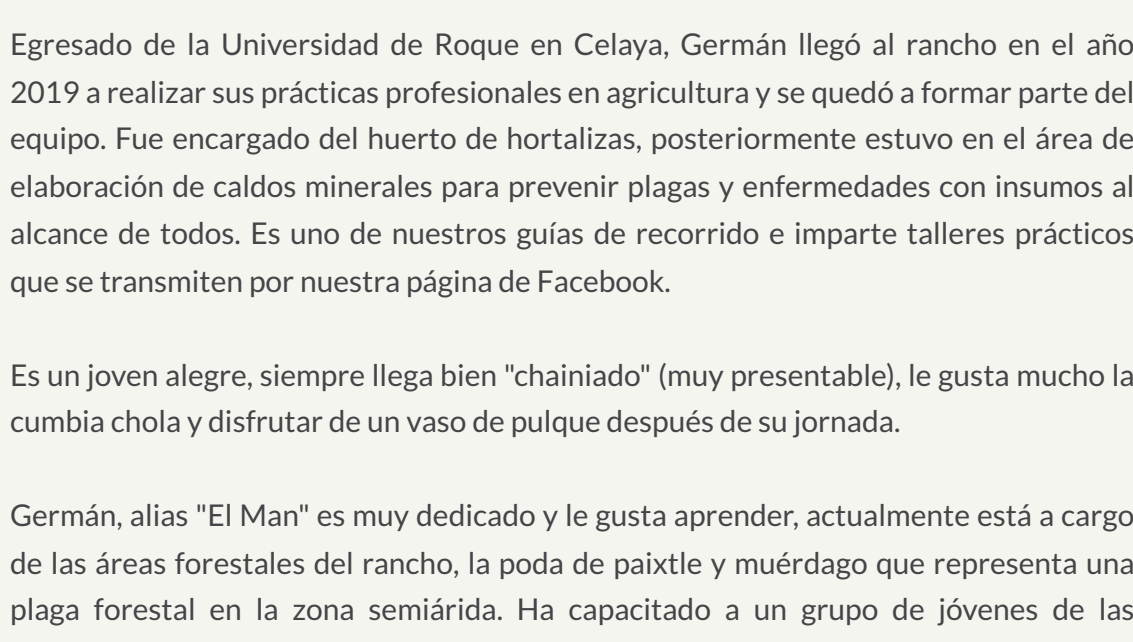 Egresado de la Universidad de Roque en Celaya, Germán llegó al rancho en el año
2019 a realizar sus prácticas profesionales en agricultura y se quedó a formar parte del
equipo. Fue encargado del huerto de hortalizas, posteriormente estuvo en el área de
elaboración de caldos minerales para prevenir plagas y enfermedades con insumos al
alcance de todos. Es uno de nuestros guías de recorrido e imparte talleres prácticos
que se transmiten por nuestra página de Facebook.
Es un joven alegre, siempre llega bien "chainiado" (muy presentable), le gusta mucho la
cumbia chola y disfrutar de un vaso de pulque después de su jornada.
Germán, alias "El Man" es muy dedicado y le gusta aprender, actualmente está a cargo
de las áreas forestales del rancho, la poda de paixtle y muérdago que representa una
plaga forestal en la zona semiárida. Ha capacitado a un grupo de jóvenes de las